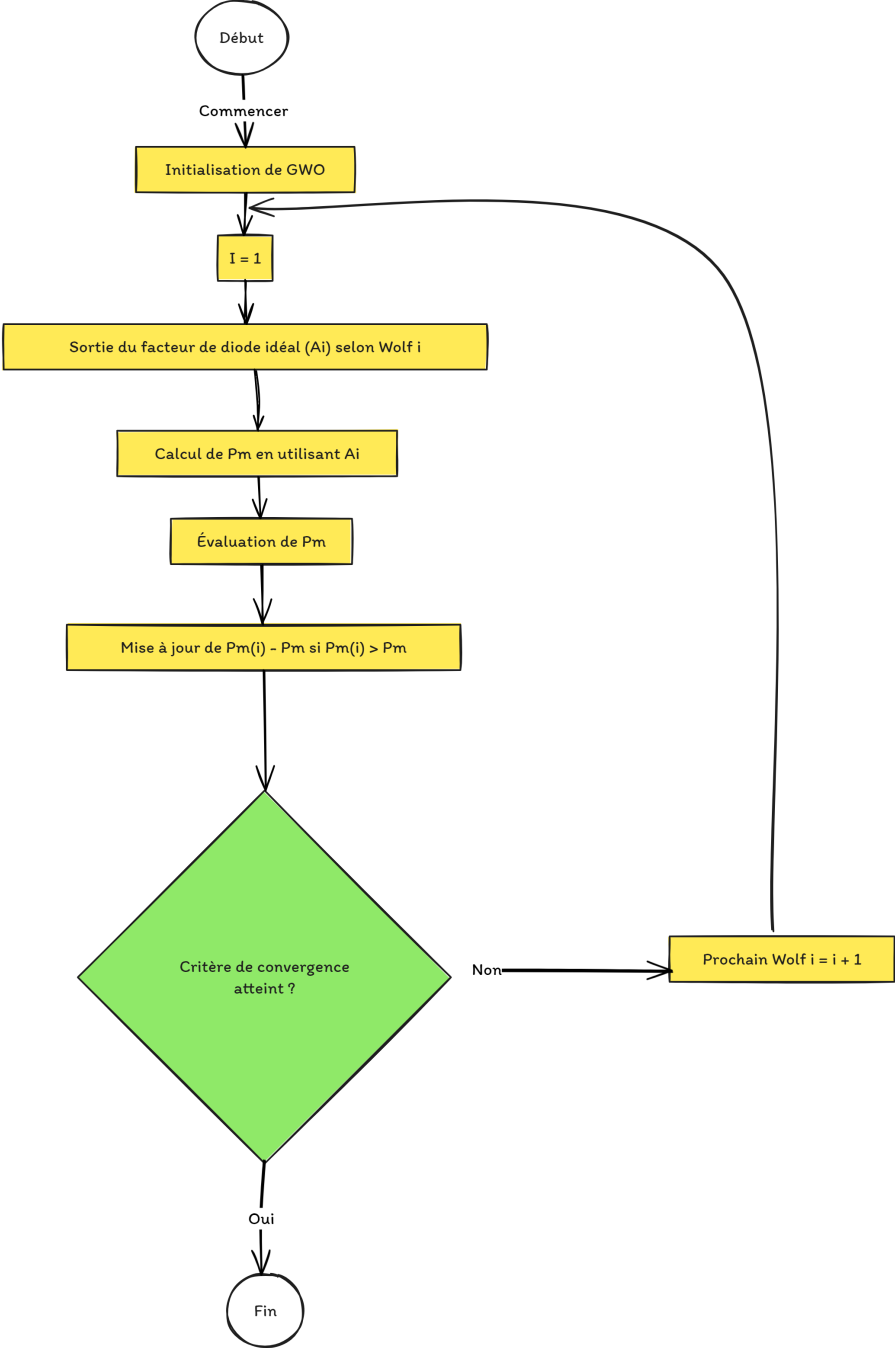 Début
Commencer
Initialisation de GWO
I = 1
Sortie du facteur de diode idéal (Ai) selon Wolf i
Calcul de Pm en utilisant Ai
Évaluation de Pm
Mise à jour de Pm(i) - Pm si Pm(i) > Pm
Critère de convergence
atteint ?
Non
Prochain Wolf i = i + 1
Oui
Fin